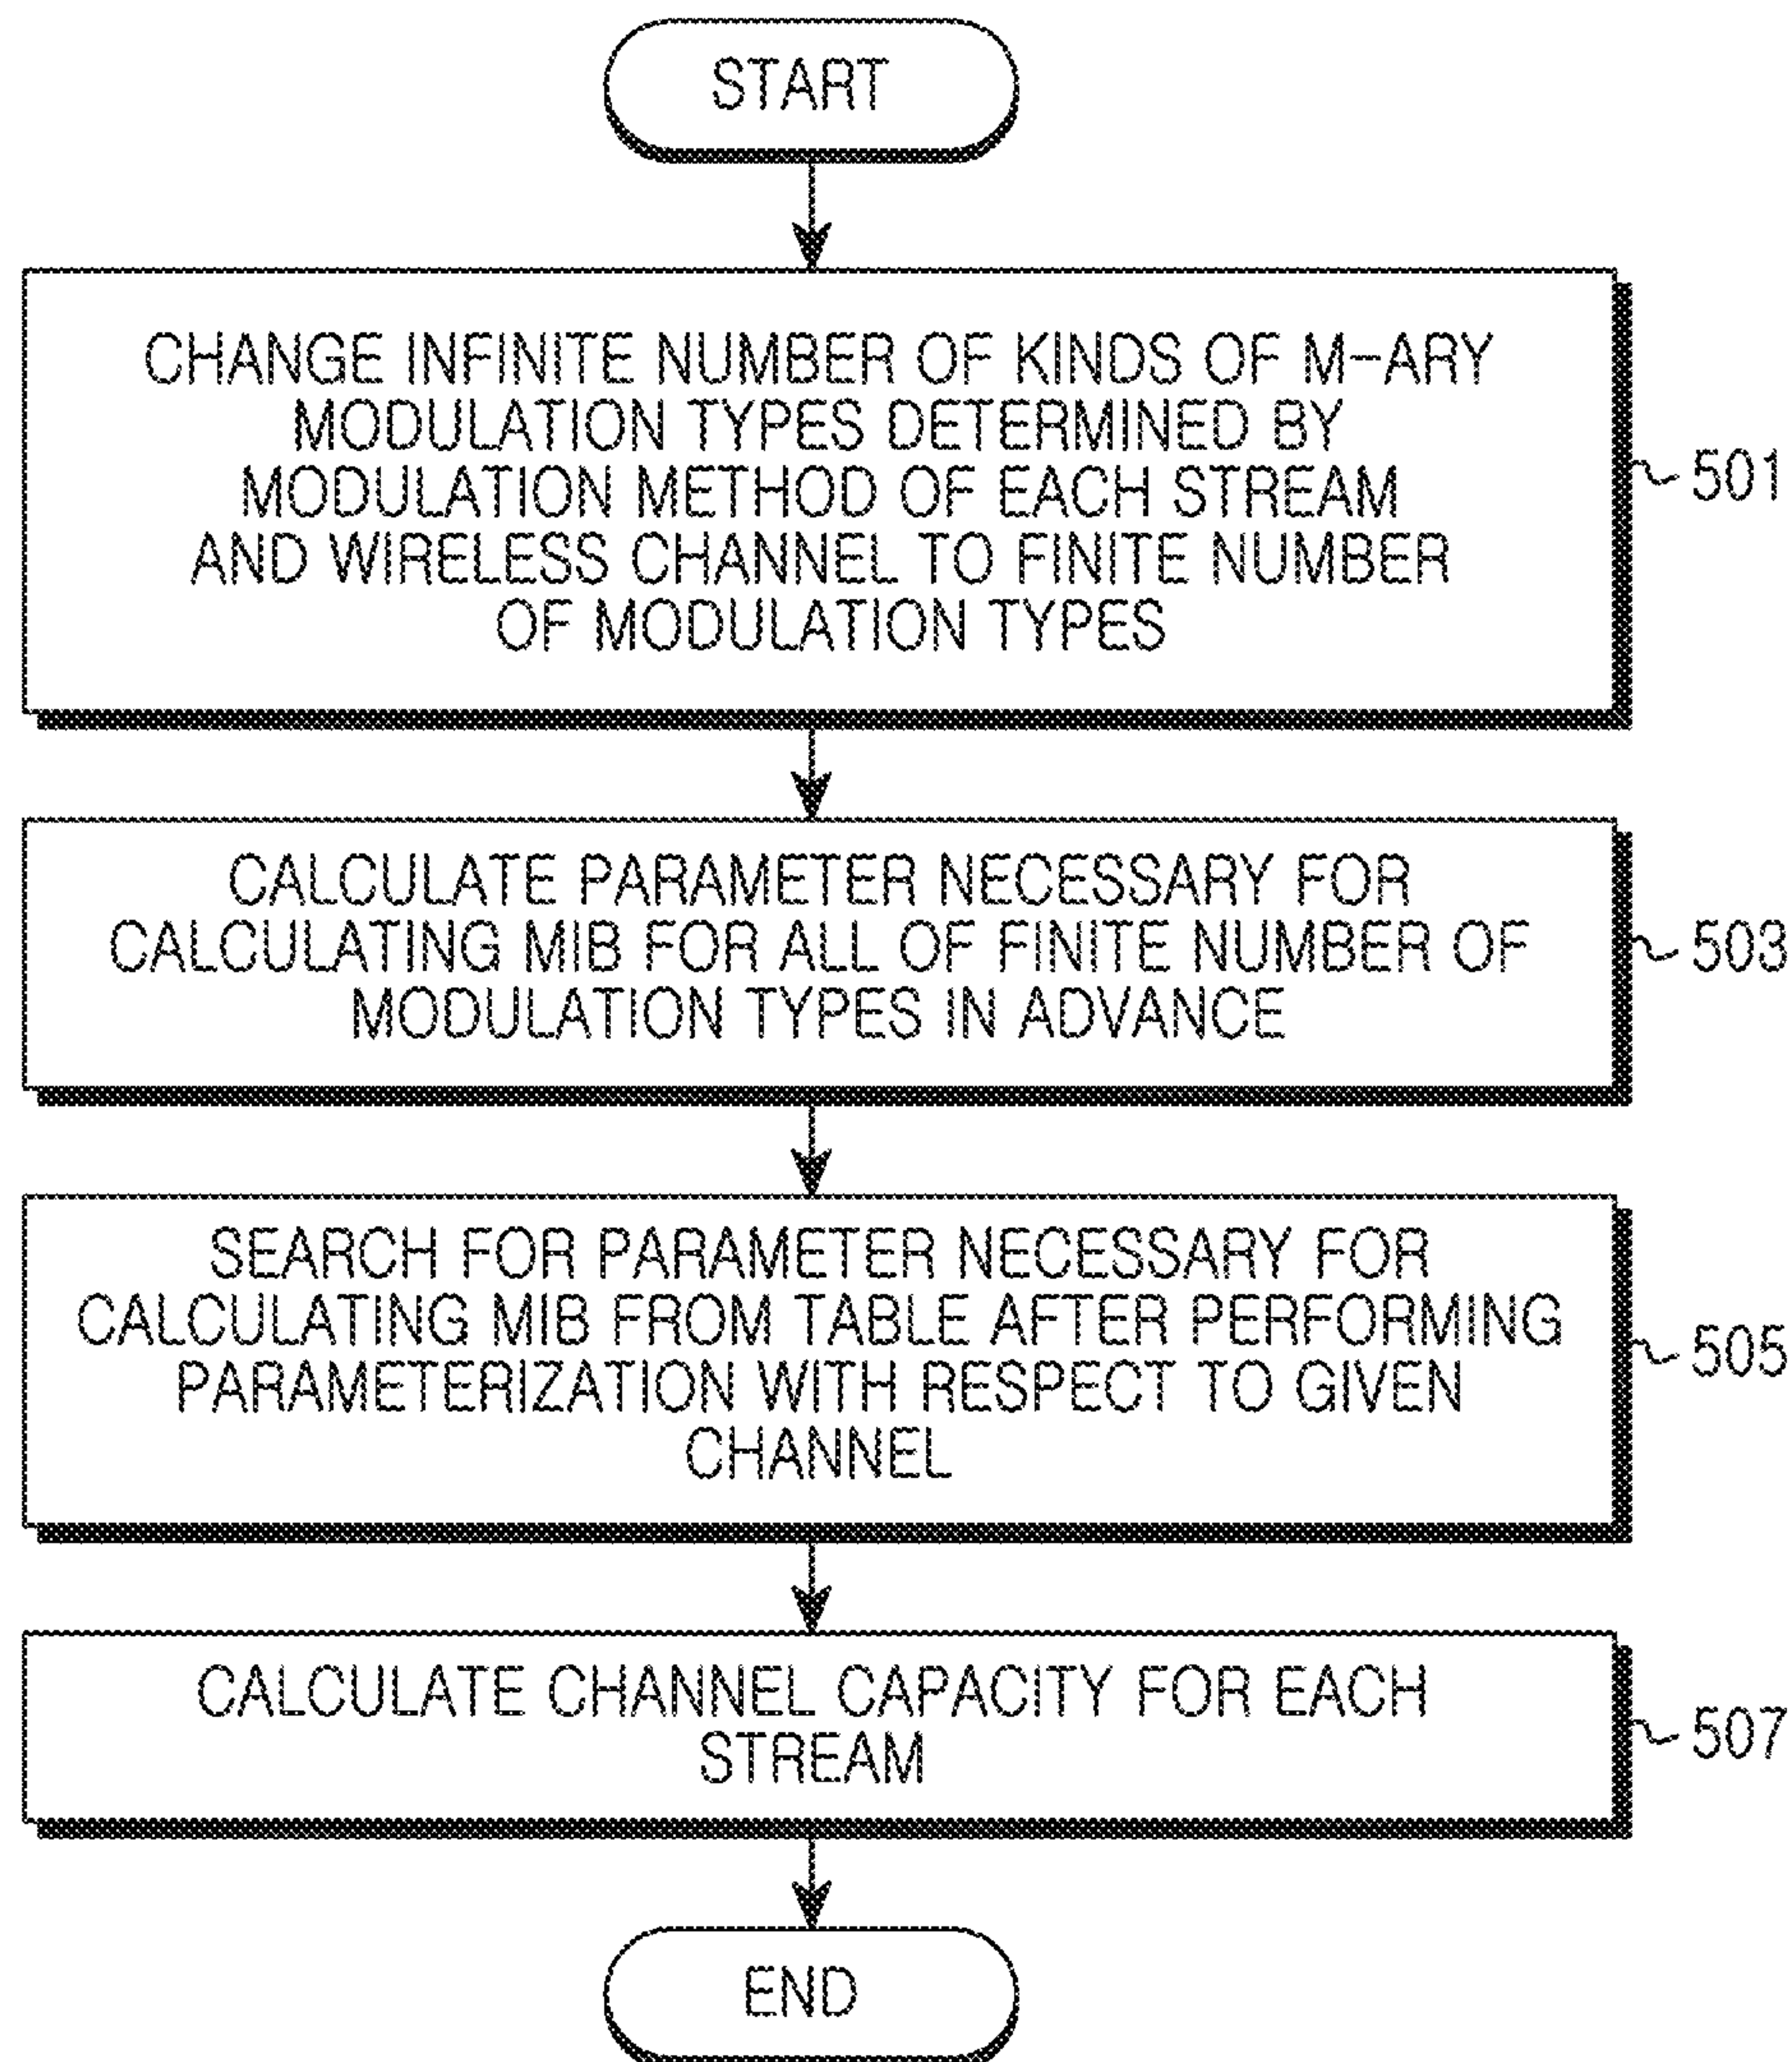 START
CHANGE INFINITE NUMBER OF KINDS OF M-ARY
MODULATION TYPES DETERMINED BY
MODULATION METHOD OF EACH STREAM
AND WIRELESS CHANNEL TO FINITE NUMBER
OF MODULATION TYPES
501
CALCULATE PARAMETER NECESSARY FOR
CALCULATING MIB FOR ALL OF FINITE NUMBER OF
MODULATION TYPES IN ADVANCE
503
SEARCH FOR PARAMETER NECESSARY FOR
CALCULATING MIB FROM TABLE AFTER PERFORMING
PARAMETERIZATION WITH RESPECT TO GIVEN
CHANNEL
505
CALCULATE CHANNEL CAPACITY FOR EACH
STREAM
507
END